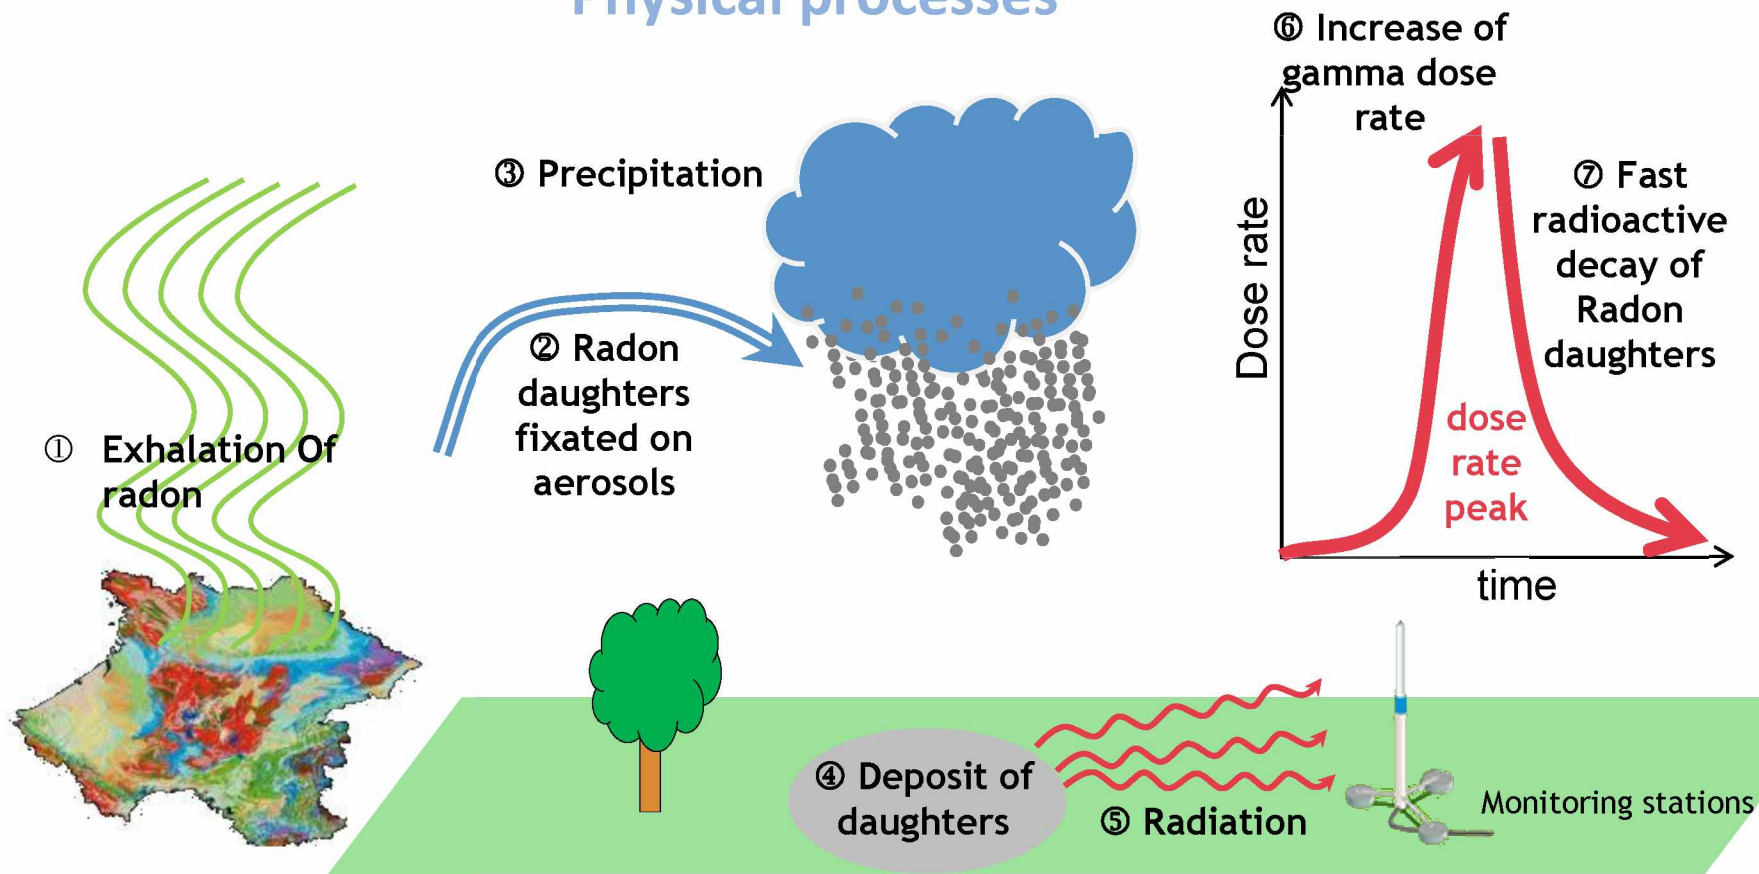 Physical processes
① Exhalation Of
radon
② Radon
daughters
fixated on
aerosols
③ Precipitation
④ Deposit of
daughters
⑤ Radiation
Monitoring stations
⑥ Increase of
gamma dose
rate
⑦ Fast
radioactive
decay of
Radon
daughters
Dose rate
dose
rate
peak
time